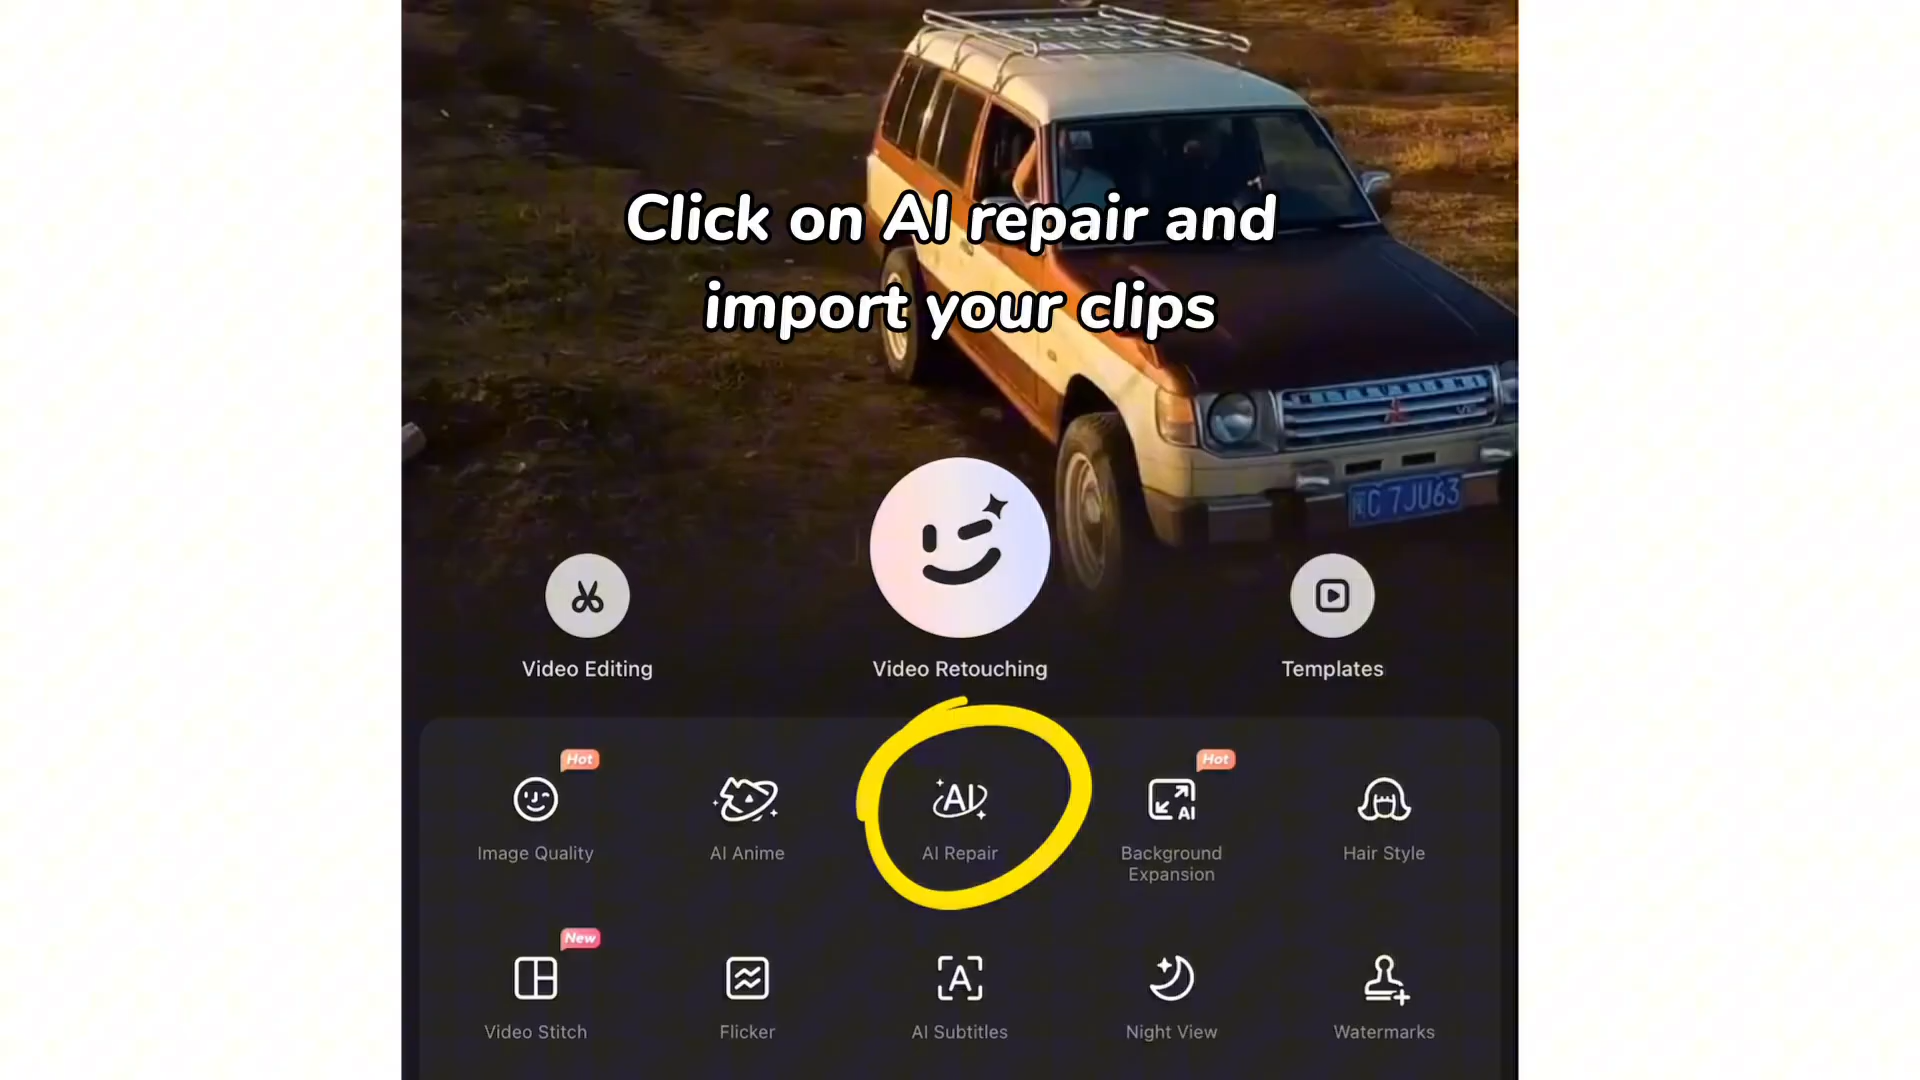 Click on AI repair and
import your clips
7JU63
Video Editing
Video Retouching
Templates
Hot
Hot
AI
AI
Image Quality
AI Anime
AI Repair
Background
Expansion
Hair Style
New
A
Video Stitch
Flicker
AI Subtitles
Night View
Watermarks